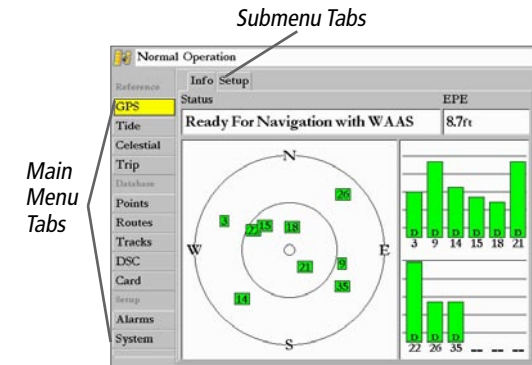 Submenu Tabs
Normal Operation
Reference
GPS
Tide
Celestial
Trip
Database
Points
Routes
Tracks
DSC
Card
Setup
Alarms
System
Main
Menu
Tabs
Info Setup
Status EPE
Ready For Navigation with WAAS 8.7ft
N
26
3
22 15 18
W E
21 9
35
14
S
D D D D D D
3 9 14 15 18 21
D D D
22 26 35 -- -- --